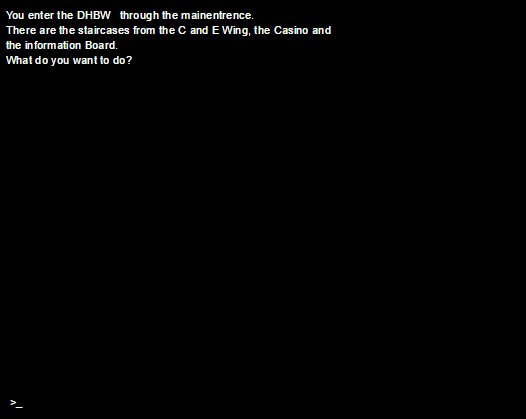 You enter the DHBW  through the mainentrence.
There are the staircases from the C and E Wing, the Casino and
the information Board.
What do you want to do?
>_